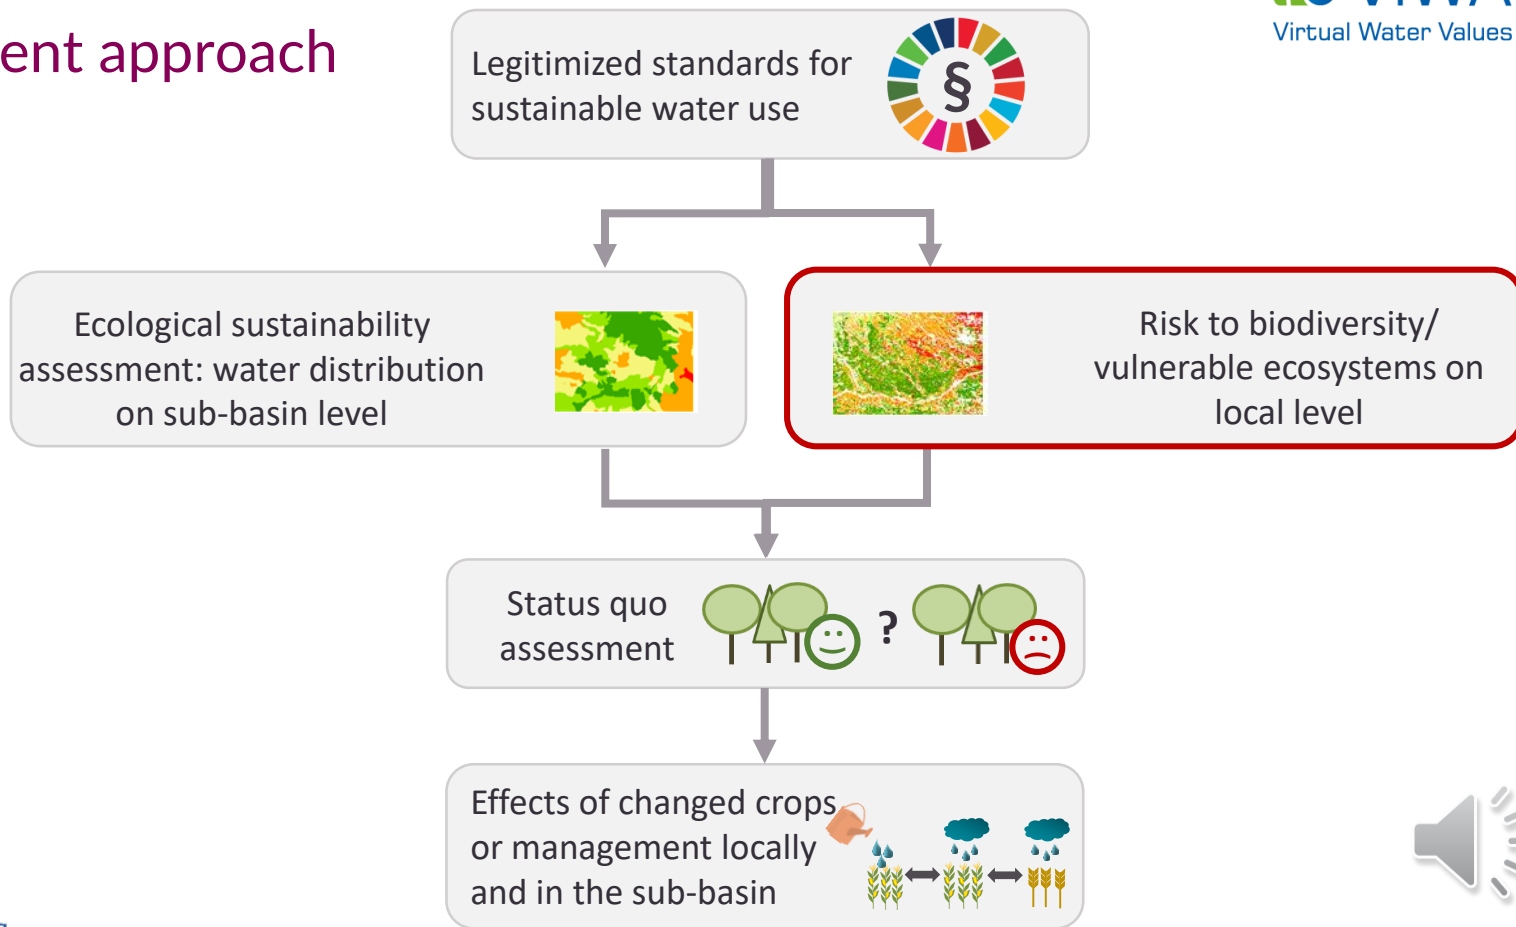 ent approach
Virtual Water Values
Legitimized standards for
sustainable water use
§
Ecological sustainability
assessment: water distribution
on sub-basin level
Risk to biodiversity/
vulnerable ecosystems on
local level
Status quo
assessment
?
Effects of changed crops
or management locally
and in the sub-basin